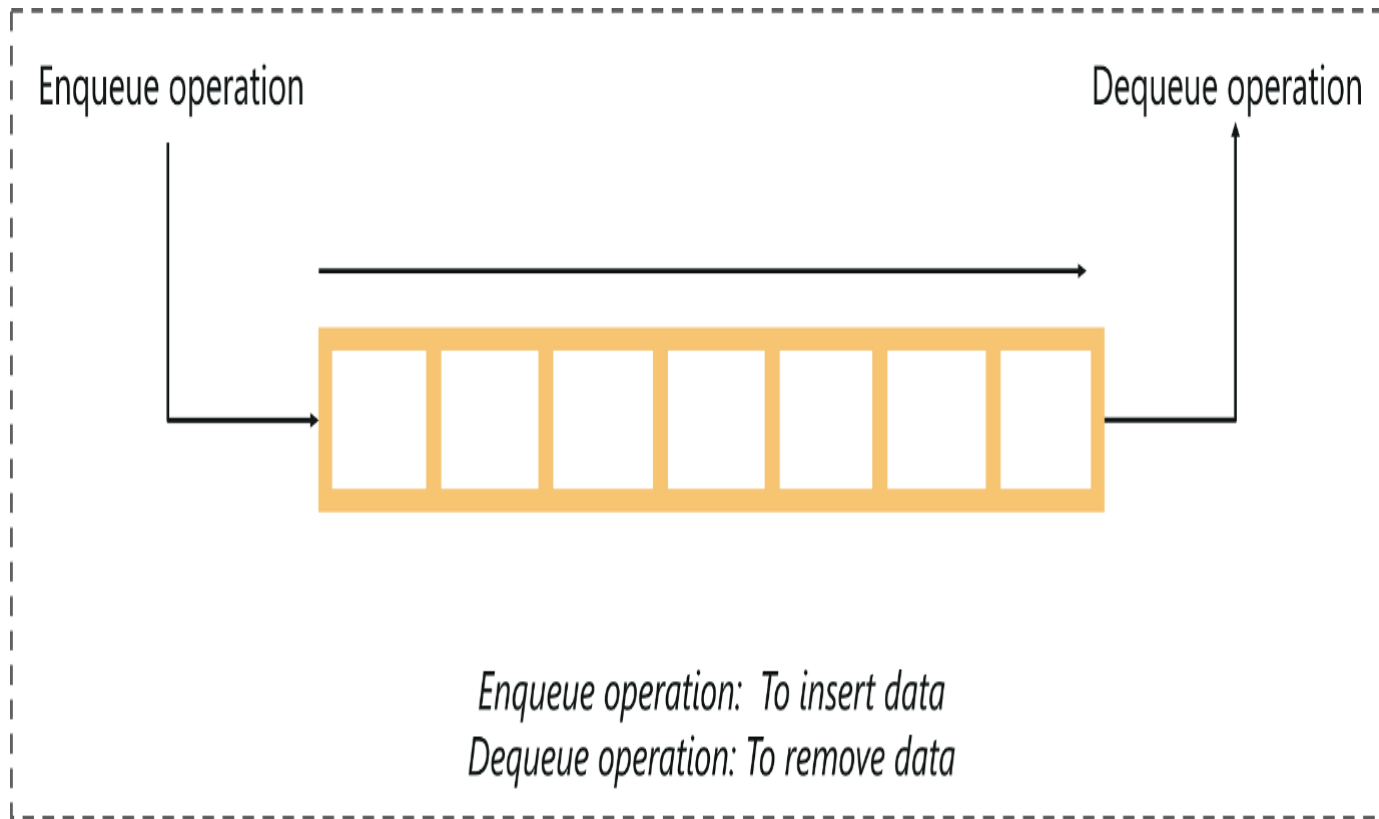 Enqueue operation
Dequeue operation
Enqueue operation: To insert data
Dequeue operation: To remove data